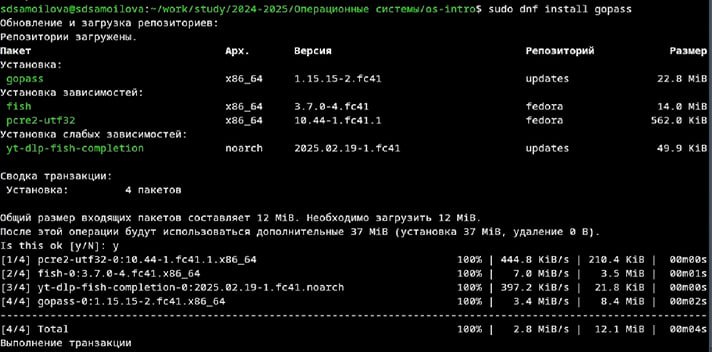 sdsamoilova@sdsamoilova:~/work/study/2024-2025/Операционные системы/os-intro$ sudo dnf install gopass
Обновление и загрузка репозиториев:
Репозитории загружены.
Пакет Арх. Версия Репозиторий Размер
Установка:
gopass x86_64 1.15.15-2.fc41 updates 22.8 MiB
Установка зависимостей:
fish x86_64 3.7.0-4.fc41 fedora 14.0 MiB
pcre2-utf32 x86_64 10.44-1.fc41.1 fedora 562.0 KiB
Установка слабых зависимостей:
yt-dlp-fish-completion noarch 2025.02.19-1.fc41 updates 49.9 KiB
Сводка транзакции:
Установка: 4 пакетов
Общий размер входящих пакетов составляет 12 MiB. Необходимо загрузить 12 MiB.
После этой операции будут использоваться дополнительные 37 MiB (установка 37 MiB, удаление 0 B).
Is this ok [y/N]: y
[1/4] pcre2-utf32-0:10.44-1.fc41.1.x86_64 100% | 444.8 KiB/s | 210.4 KiB | 00m00s
[2/4] fish-0:3.7.0-4.fc41.x86_64 100% | 7.0 MiB/s | 3.5 MiB | 00m01s
[3/4] yt-dlp-fish-completion-0:2025.02.19-1.fc41.noarch 100% | 397.2 KiB/s | 21.8 KiB | 00m00s
[4/4] gopass-0:1.15.15-2.fc41.x86_64 100% | 3.4 MiB/s | 8.4 MiB | 00m02s
--------------------------------------------------------------------------------
[4/4] Total 100% | 2.8 MiB/s | 12.1 MiB | 00m04s
Выполнение транзакции